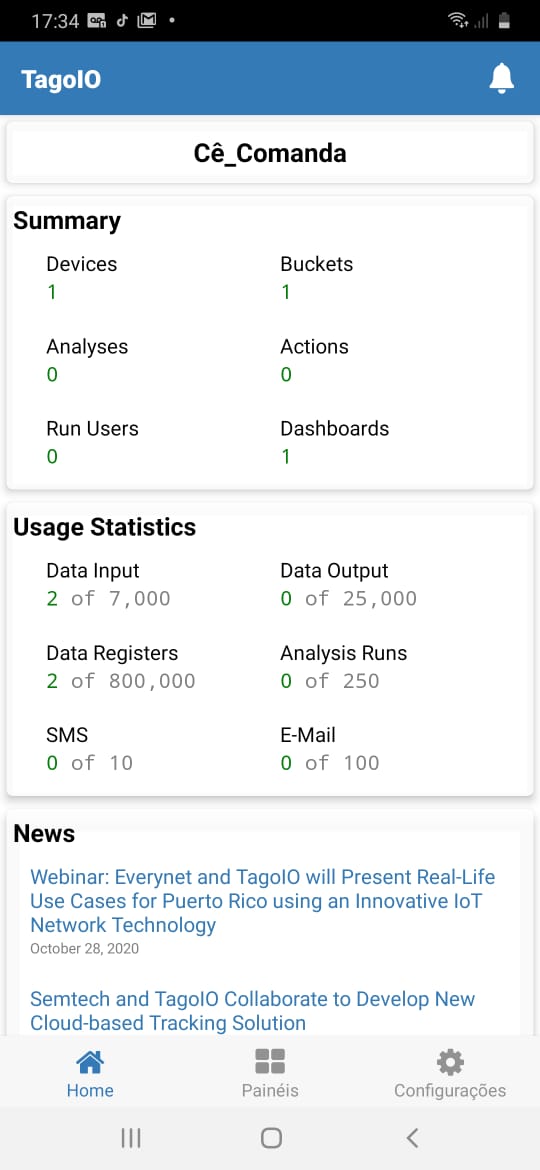 17:34
TagoIO
Cê_Comanda
Summary
Devices
Buckets
1
1
Analyses
Actions
0
0
Run Users
Dashboards
0
1
Usage Statistics
Data Input
Data Output
2 of 7,000
0 of 25,000
Data Registers
Analysis Runs
2 of 800,000
0 of 250
SMS
E-Mail
0 of 10
0 of 100
News
Webinar: Everynet and TagoIO will Present Real-Life
Use Cases for Puerto Rico using an Innovative IoT
Network Technology
October 28, 2020
Semtech and TagoIO Collaborate to Develop New
Cloud-based Tracking Solution
Home
Painéis
Configurações